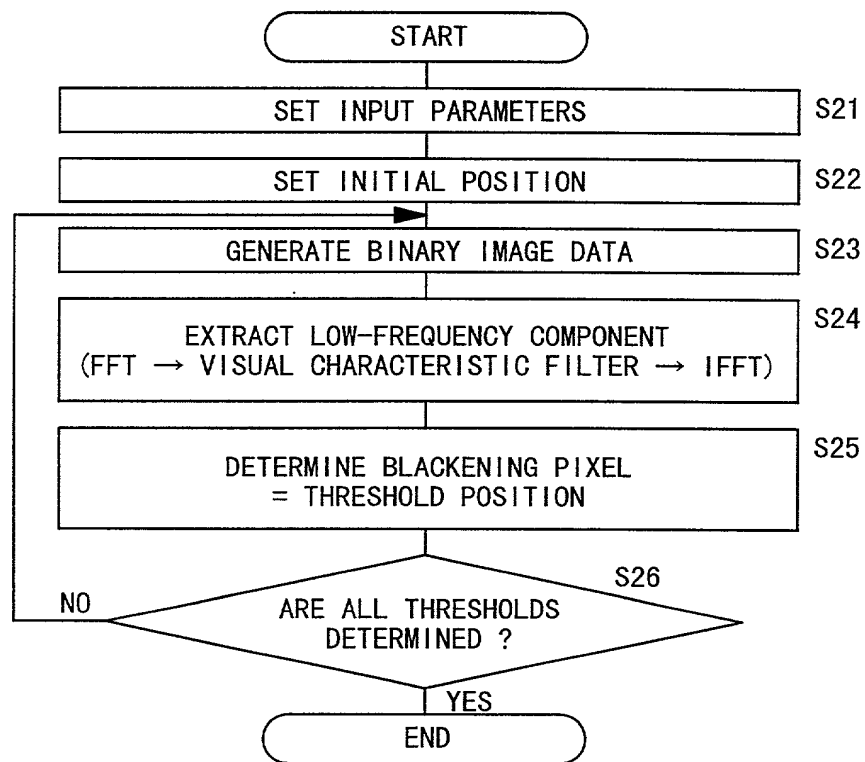 START
SET INPUT PARAMETERS
S21
SET INITIAL POSITION
S22
GENERATE BINARY IMAGE DATA
S23
EXTRACT LOW-FREQUENCY COMPONENT
(FFT → VISUAL CHARACTERISTIC FILTER → IFFT)
S24
DETERMINE BLACKENING PIXEL
= THRESHOLD POSITION
S25
S26
NO
ARE ALL THRESHOLDS
DETERMINED ?
YES
END